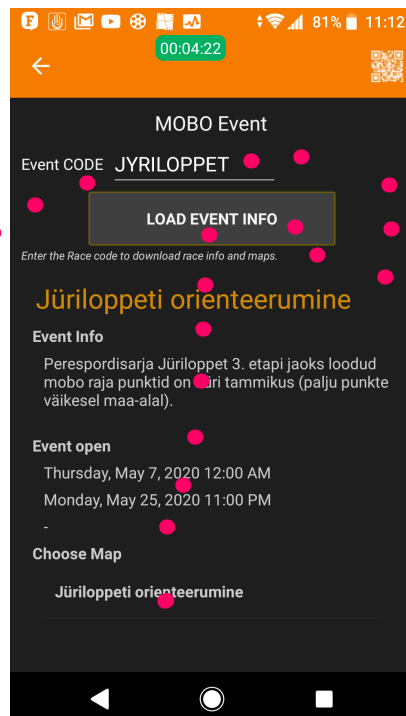 81% 11:12
00:04:22
MOBO Event
Event CODE JYRILOPPET
LOAD EVENT INFO
Enter the Race code to download race info and maps.
Jüriloppeti orienteerumine
Event Info
Perespordisarja Jüriloppet 3. etapi jaoks loodud
mobo raja punktid on Jüri tammikus (palju punkte
väikesel maa-alal).
Event open
Thursday, May 7, 2020 12:00 AM
Monday, May 25, 2020 11:00 PM
-
Choose Map
Jüriloppeti orienteerumine